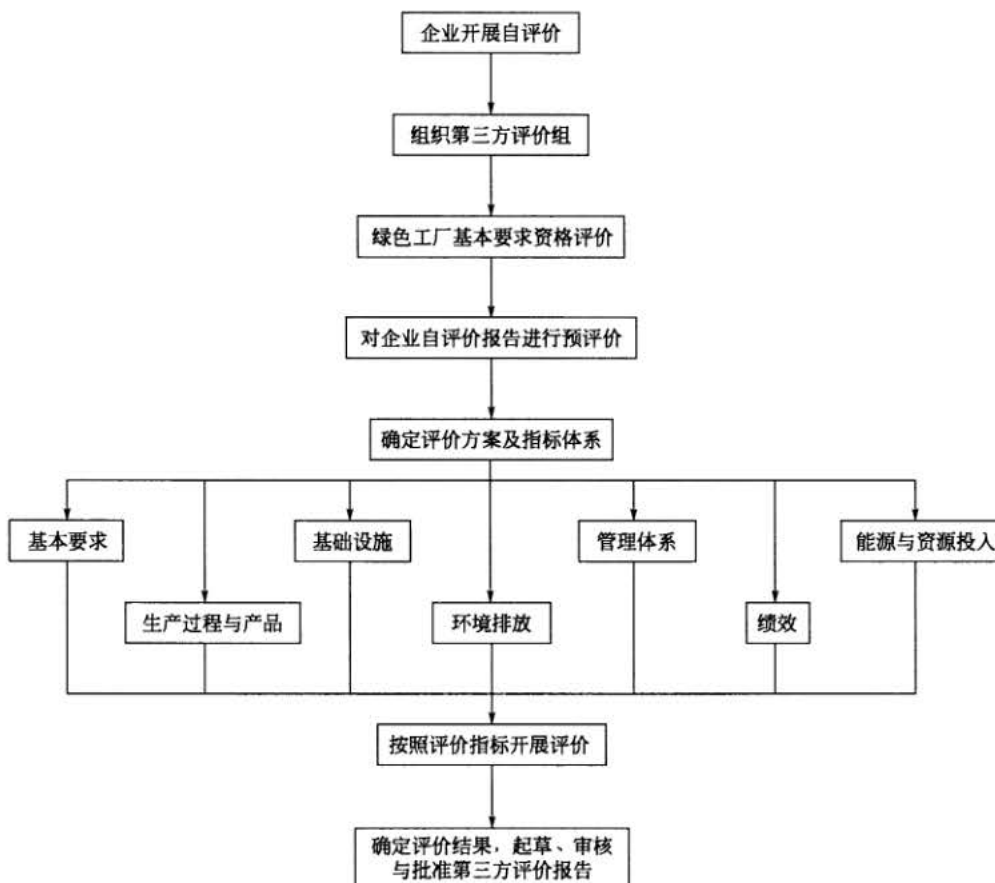 企业开展自评价
组织第三方评价组
绿色工厂基本要求资格评价
对企业自评价报告进行预评价
确定评价方案及指标体系
基本要求
基础设施
管理体系
能源与资源投入
生产过程与产品
环境排放
绩效
按照评价指标开展评价
确定评价结果，起草、审核
与批准第三方评价报告